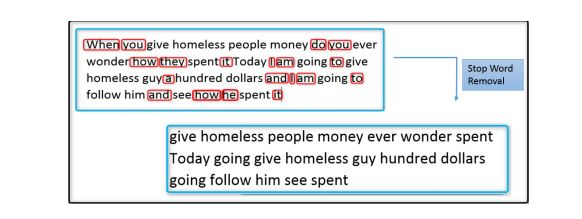 When you give homeless people money do you ever
wonder how they spent it Today I am going to give
homeless guy a hundred dollars and I am going to
follow him and see how he spent it
Stop Word
Removal
give homeless people money ever wonder spent
Today going give homeless guy hundred dollars
going follow him see spent